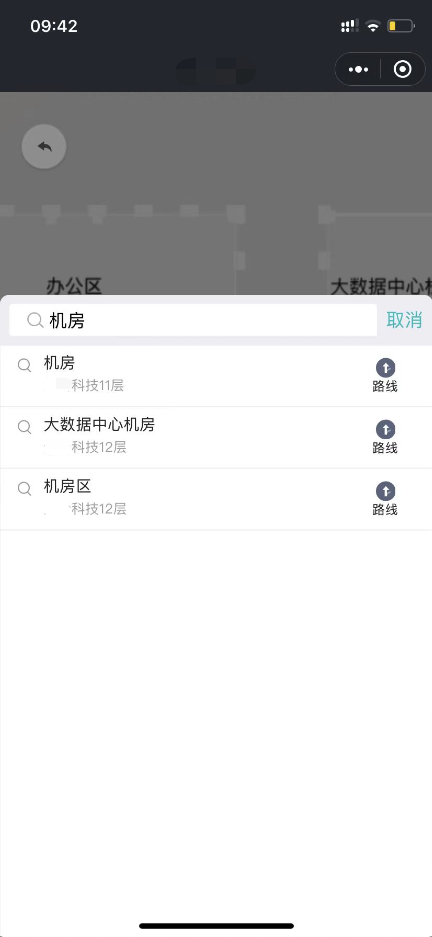 09:42
办公区
大数据中心机
机房
取消
机房
科技11层
路线
大数据中心机房
科技12层
路线
机房区
科技12层
路线